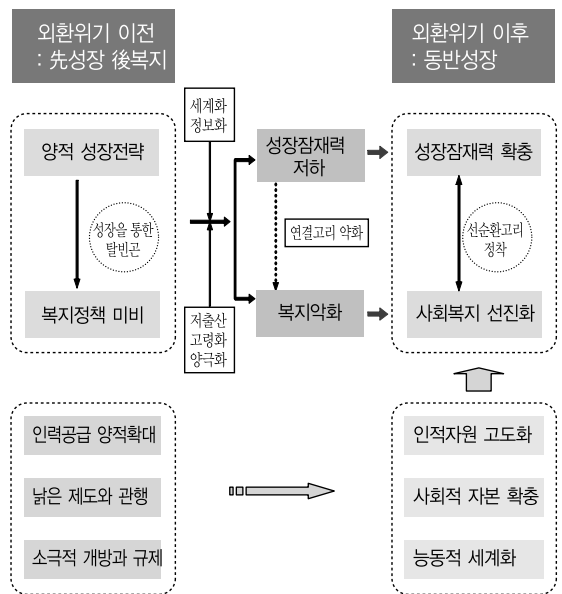 외환위기 이전
: 先성장 後복지
외환위기 이후
: 동반성장
세계화
정보화
양적 성장전략
성장을 통한
탈빈곤
복지정책 미비
저출산
고령화
양극화
성장잠재력
저하
연결고리 약화
복지악화
성장잠재력 확충
선순환고리
정착
사회복지 선진화
인력공급 양적확대
낡은 제도와 관행
소극적 개방과 규제
인적자원 고도화
사회적 자본 확충
능동적 세계화